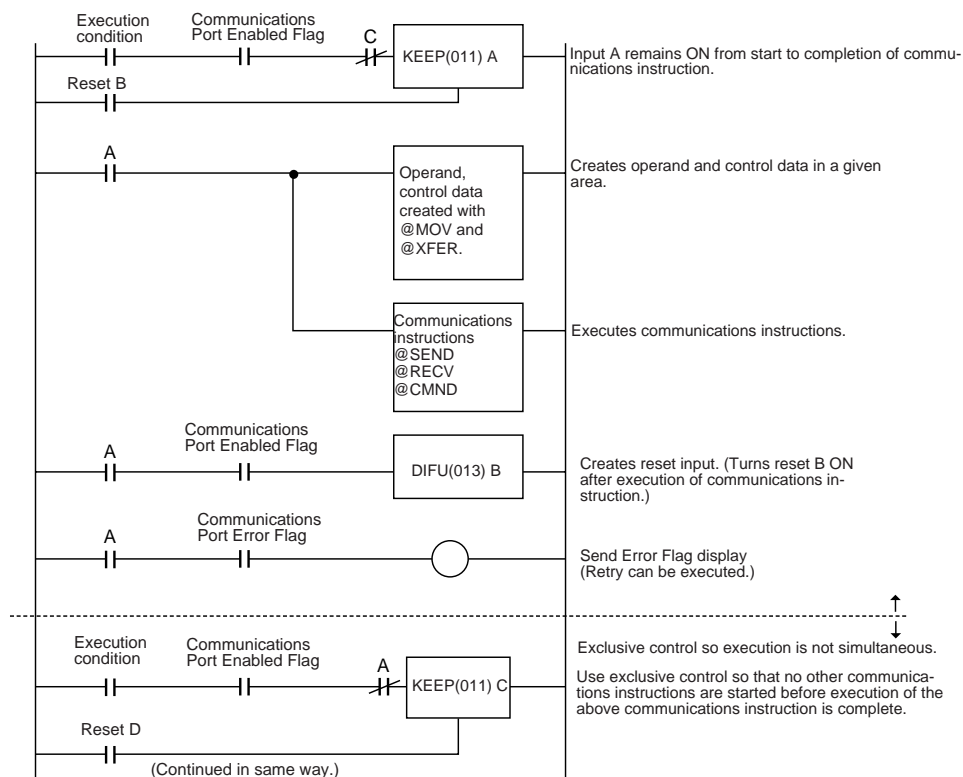 Execution
condition
Communications
Port Enabled Flag
C
KEEP(011) A
Input A remains ON from start to completion of commu-
nications instruction.
Reset B
A
Operand,
control data
created with
@MOV and
@XFER.
Creates operand and control data in a given
area.
Communications
instructions
@SEND
@RECV
@CMND
Executes communications instructions.
A
Communications
Port Enabled Flag
DIFU(013) B
Creates reset input. (Turns reset B ON
after execution of communications in-
struction.)
A
Communications
Port Error Flag
Send Error Flag display
(Retry can be executed.)
Exclusive control so execution is not simultaneous.
Execution
condition
Communications
Port Enabled Flag
A
KEEP(011) C
Use exclusive control so that no other communica-
tions instructions are started before execution of the
above communications instruction is complete.
Reset D
(Continued in same way.)